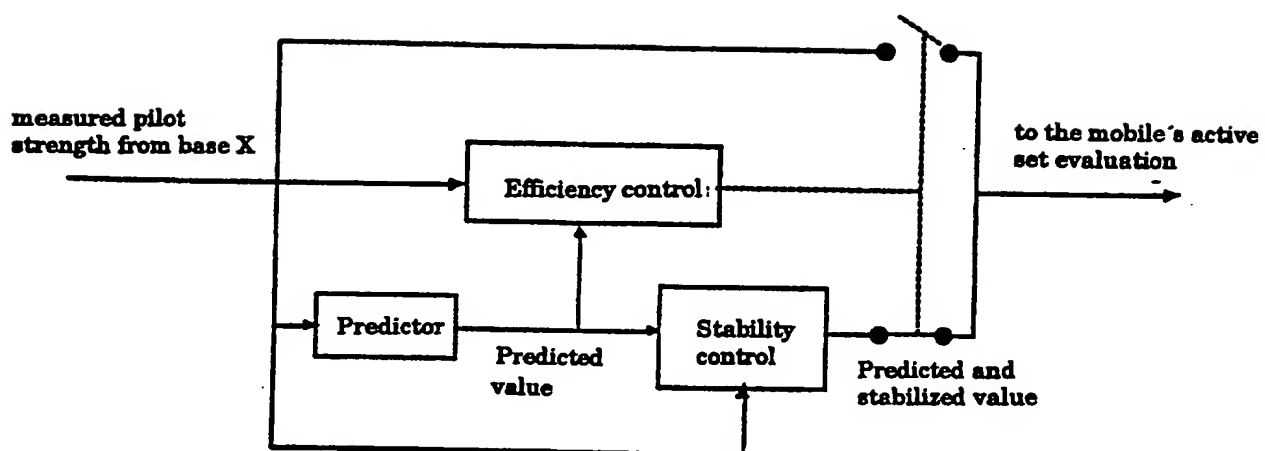 measured pilot
strength from base X
Efficiency control:
to the mobile's active
set evaluation
Predictor
Predicted
value
Stability
control
Predicted and
stabilized value